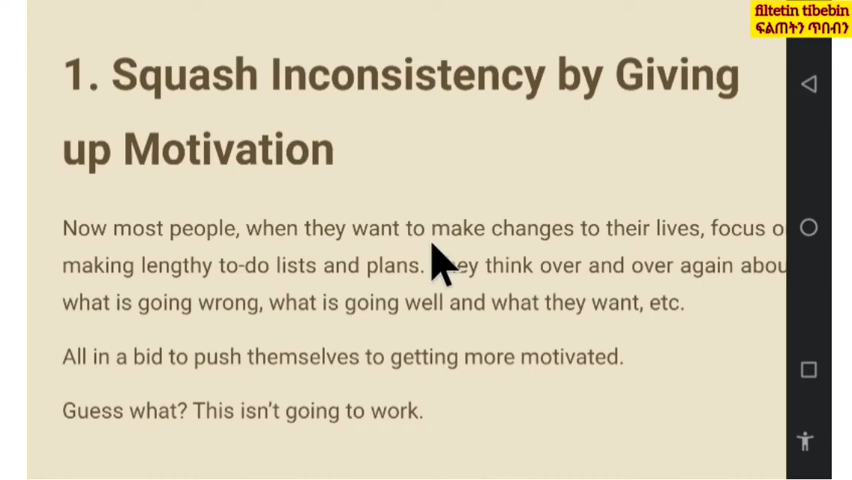 filtetin tibebin
ፍልጠትን ጥበብን
1. Squash Inconsistency by Giving
up Motivation
Now most people, when they want to make changes to their lives, focus
making lengthy to-do lists and plans. think over and over again
what is going wrong, what is going well and what they want, etc.
All in a bid to push themselves to getting more motivated.
Guess what? This isn’t going to work.